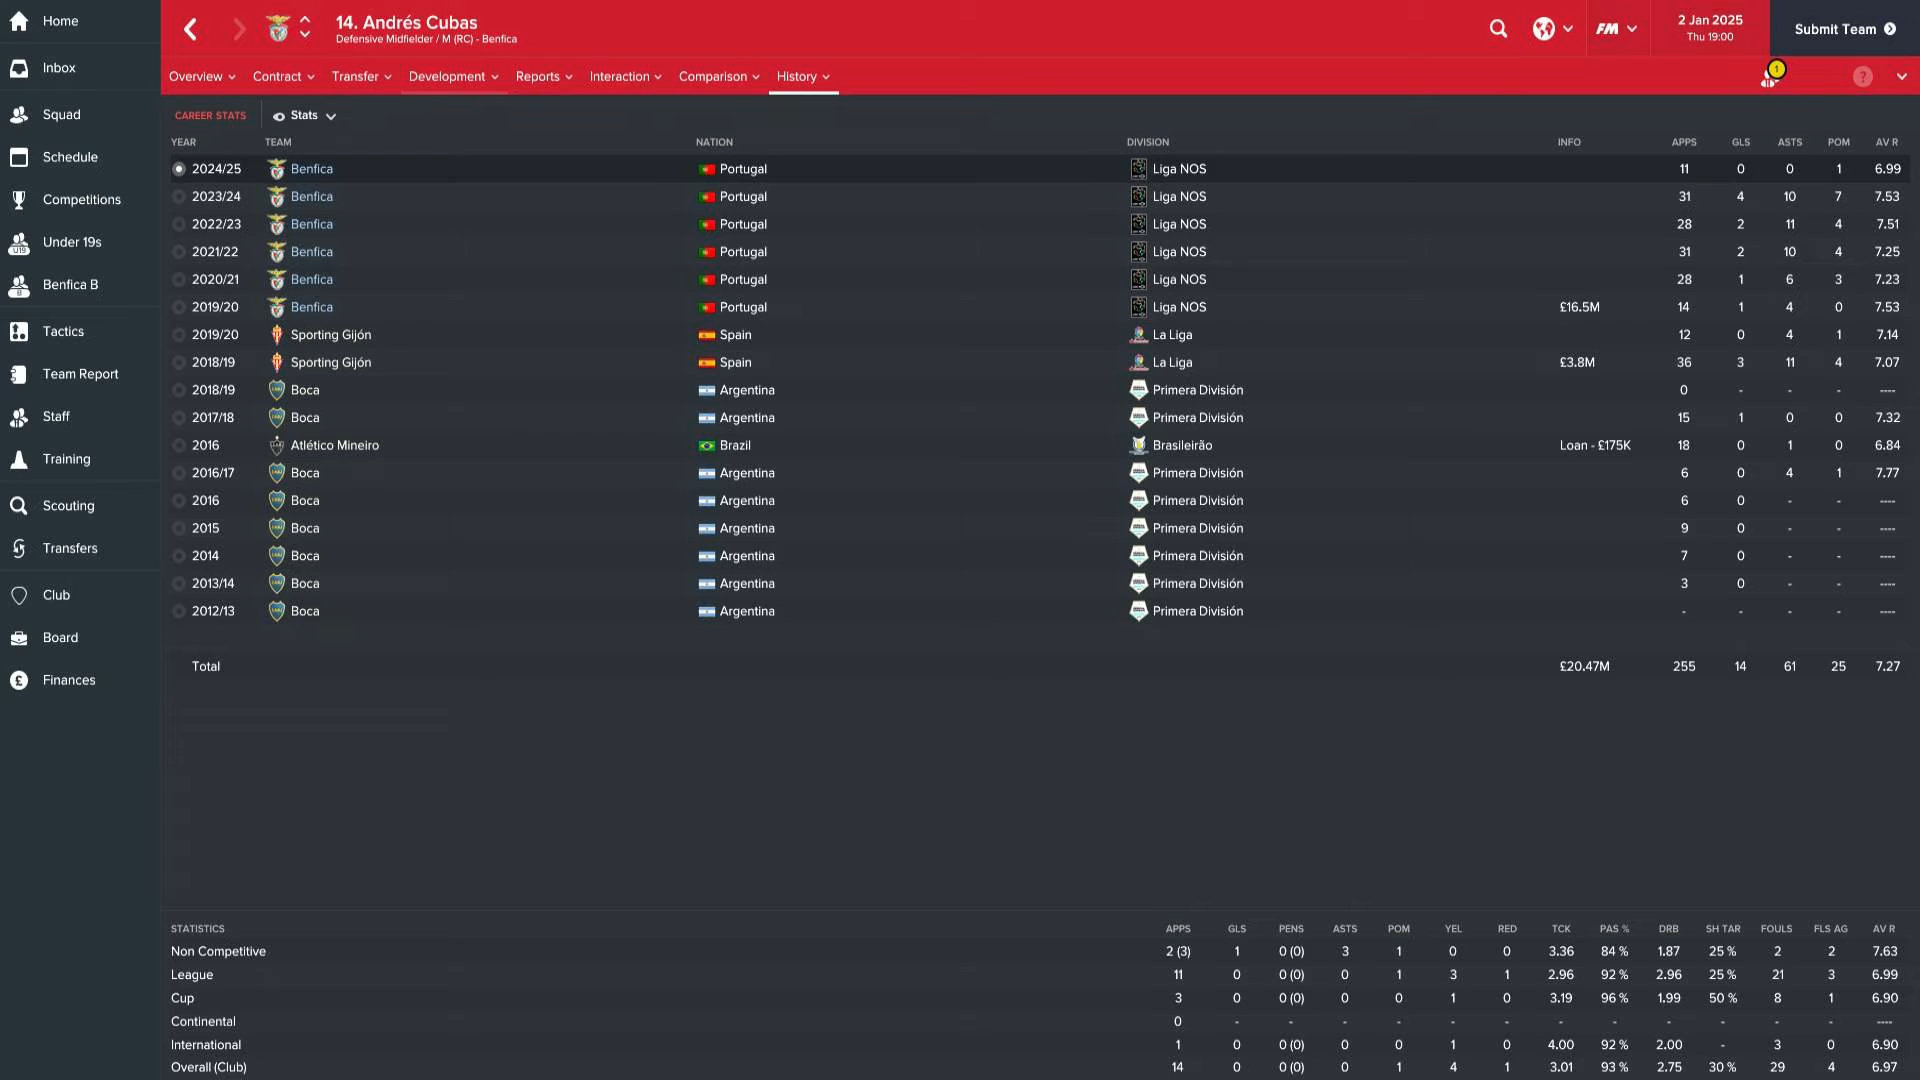 Home
Inbox
Squad
Schedule
Competitions
Under 19s
Benfica B
Tactics
Team Report
Staff
Training
Scouting
Transfers
Club
Board
Finances
14. Andrés Cubas
Defensive Midfielder / M (RC) - Benfica
FM
2 Jan 2025
Thu 19:00
Submit Team
Overview Contract Transfer Development Reports Interaction Comparison History
1
?
CAREER STATS Stats
YEAR TEAM NATION DIVISION INFO APPS GLS ASTS POM AV R
2024/25 Benfica Portugal Liga NOS 11 0 0 1 6.99
2023/24 Benfica Portugal Liga NOS 31 4 10 7 7.53
2022/23 Benfica Portugal Liga NOS 28 2 11 4 7.51
2021/22 Benfica Portugal Liga NOS 31 2 10 4 7.25
2020/21 Benfica Portugal Liga NOS 28 1 6 3 7.23
2019/20 Benfica Portugal Liga NOS £16.5M 14 1 4 0 7.53
2019/20 Sporting Gijón Spain La Liga 12 0 4 1 7.14
2018/19 Sporting Gijón Spain La Liga £3.8M 36 3 11 4 7.07
2018/19 Boca Argentina Primera División 0 - - - ----
2017/18 Boca Argentina Primera División 15 1 0 0 7.32
2016 Atlético Mineiro Brazil Brasileirão Loan - £175K 18 0 1 0 6.84
2016/17 Boca Argentina Primera División 6 0 4 1 7.77
2016 Boca Argentina Primera División 6 0 - - ----
2015 Boca Argentina Primera División 9 0 - - ----
2014 Boca Argentina Primera División 7 0 - - ----
2013/14 Boca Argentina Primera División 3 0 - - ----
2012/13 Boca Argentina Primera División - - - - ----
Total £20.47M 255 14 61 25 7.27
STATISTICS APPS GLS PENS ASTS POM YEL RED TCK PAS % DRB SH TAR FOULS FLS AG AV R
Non Competitive 2 (3) 1 0 (0) 3 1 0 0 3.36 84 % 1.87 25 % 2 2 7.63
League 11 0 0 (0) 0 1 3 1 2.96 92 % 2.96 25 % 21 3 6.99
Cup 3 0 0 (0) 0 0 1 0 3.19 96 % 1.99 50 % 8 1 6.90
Continental 0 - - - - - - - - - - - - ----
International 1 0 0 (0) 0 0 1 0 4.00 92 % 2.00 - 3 0 6.90
Overall (Club) 14 0 0 (0) 0 1 4 1 3.01 93 % 2.75 30 % 29 4 6.97